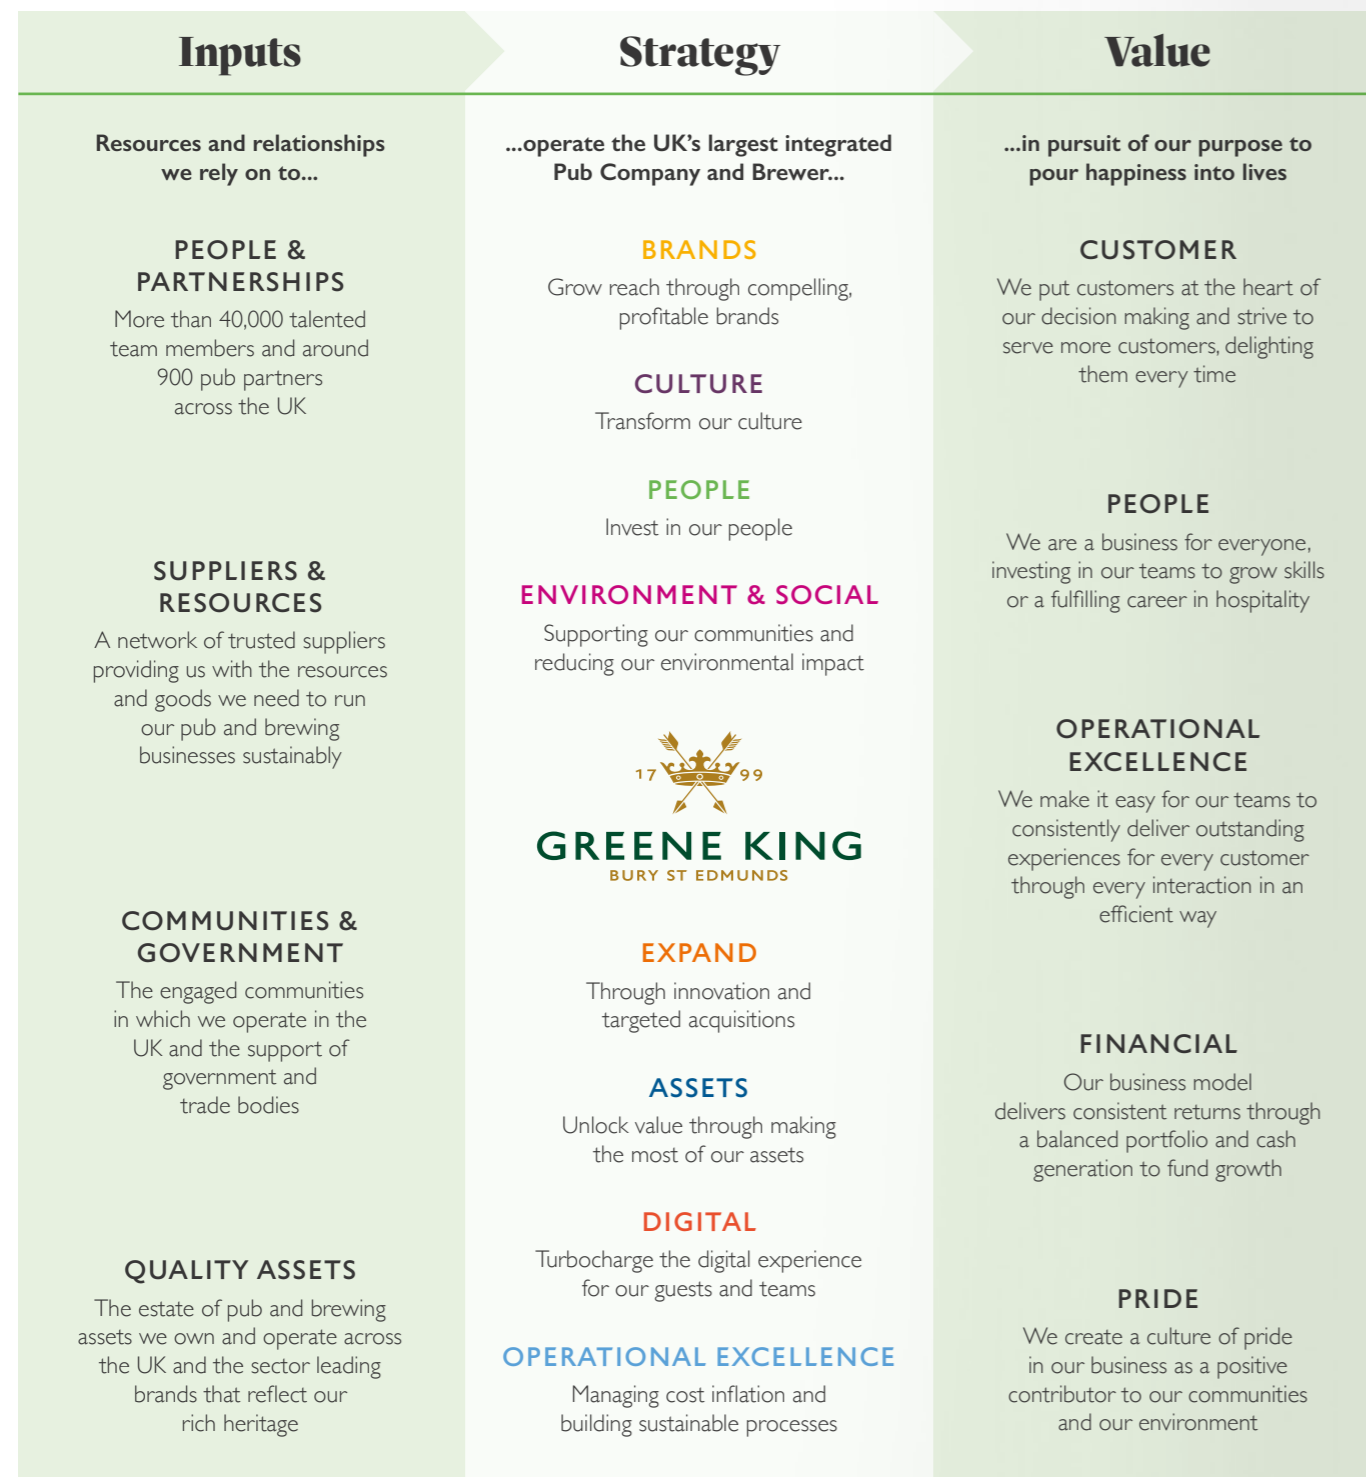 Inputs
Resources and relationships
we rely on to...
PEOPLE &
PARTNERSHIPS
More than 40,000 talented
team members and around
900 pub partners
across the UK
SUPPLIERS &
RESOURCES
A network of trusted suppliers
providing us with the resources
and goods we need to run
our pub and brewing
businesses sustainably
COMMUNITIES &
GOVERNMENT
The engaged communities
in which we operate in the
UK and the support of
government and
trade bodies
QUALITY ASSETS
The estate of pub and brewing
assets we own and operate across
the UK and the sector leading
brands that reflect our
rich heritage
Strategy
...operate the UK's largest integrated
Pub Company and Brewer...
BRANDS
Grow reach through compelling,
profitable brands
CULTURE
Transform our culture
PEOPLE
Invest in our people
ENVIRONMENT & SOCIAL
Supporting our communities and
reducing our environmental impact
17 99
GREENE KING
BURY ST EDMUNDS
EXPAND
Through innovation and
targeted acquisitions
ASSETS
Unlock value through making
the most of our assets
DIGITAL
Turbocharge the digital experience
for our guests and teams
OPERATIONAL EXCELLENCE
Managing cost inflation and
building sustainable processes
Value
...in pursuit of our purpose to
pour happiness into lives
CUSTOMER
We put customers at the heart of
our decision making and strive to
serve more customers, delighting
them every time
PEOPLE
We are a business for everyone,
investing in our teams to grow skills
or a fulfilling career in hospitality
OPERATIONAL
EXCELLENCE
We make it easy for our teams to
consistently deliver outstanding
experiences for every customer
through every interaction in an
efficient way
FINANCIAL
Our business model
delivers consistent returns through
a balanced portfolio and cash
generation to fund growth
PRIDE
We create a culture of pride
in our business as a positive
contributor to our communities
and our environment